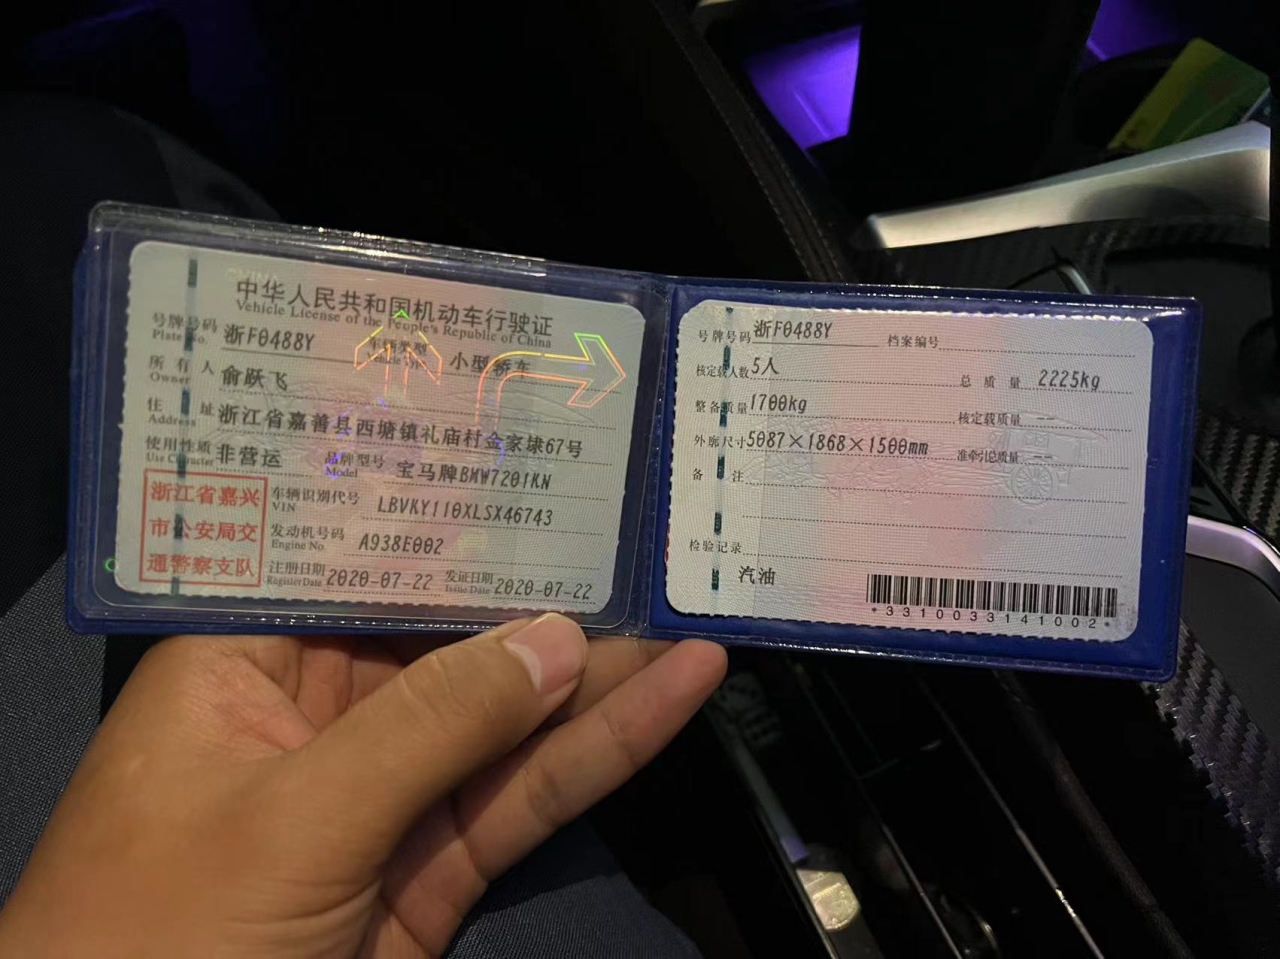 中华人民共和国机动车行驶证
Vehicle License of the People's Republic of China
号牌号码 浙F0488Y 车辆类型 小型轿车
Plate No.
所有人 俞跃飞
Owner
住址 浙江省嘉善县西塘镇礼庙村金家埭67号
Address
使用性质 非营运 品牌型号 宝马牌BMW7201KN
Use Character Model
浙江省嘉兴
市公安局交
通警察支队
车辆识别代号 LBVKY110XLSX46743
VIN
发动机号码 A938E002
Engine No.
注册日期 2020-07-22 发证日期 2020-07-22
Register Date Issue Date
号牌号码 浙F0488Y 档案编号
核定载人数 5人 总质量 2225kg
整备质量 1700kg 核定载质量 --
外廓尺寸 5087×1868×1500mm 准牵引总质量 --
备注
检验记录
汽油
*3310033141002*